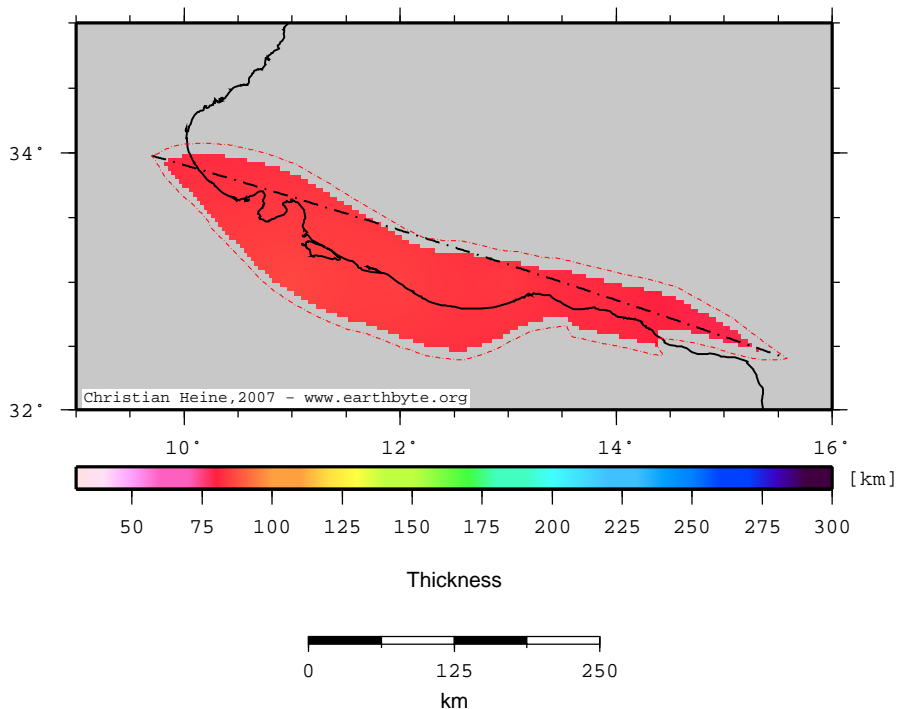 34°
32°
Christian Heine,2007 - www.earthbyte.org
10° 12° 14° 16°
[km]
50 75 100 125 150 175 200 225 250 275 300
Thickness
0 125 250
km